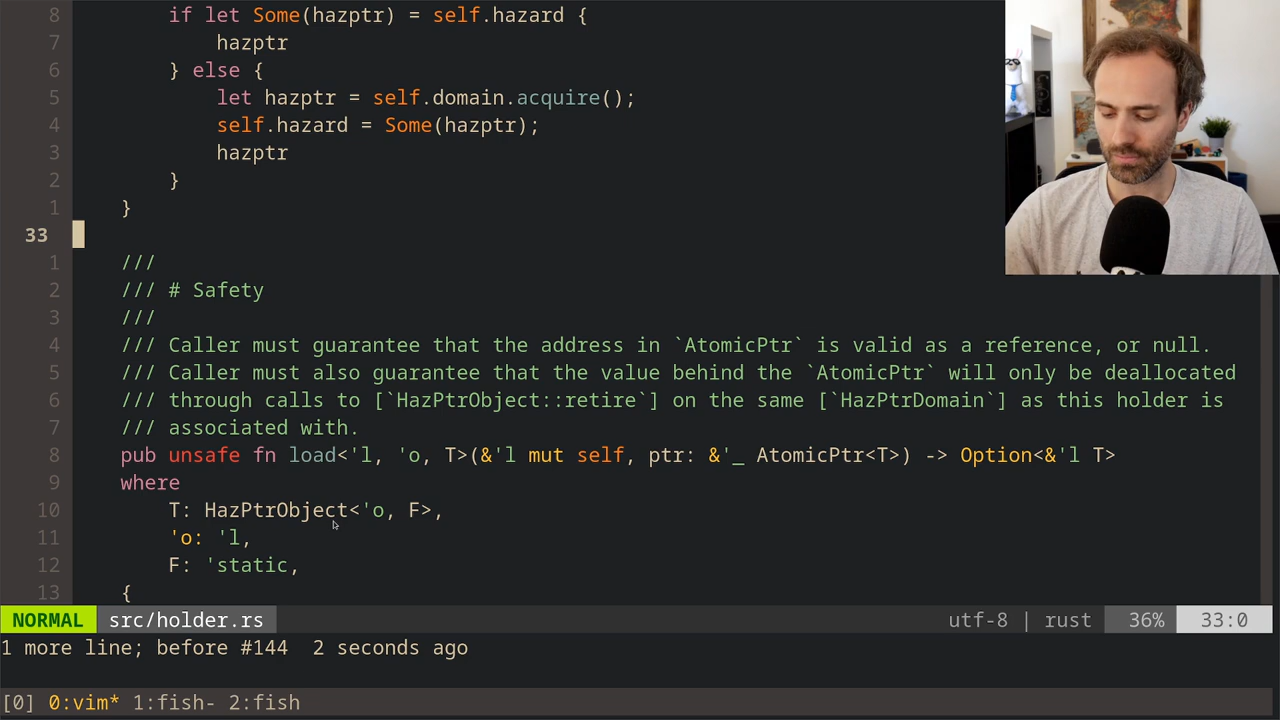 8 if let Some(hazptr) = self.hazard {
7 hazptr
6 } else {
5 let hazptr = self.domain.acquire();
4 self.hazard = Some(hazptr);
3 hazptr
2 }
1 }
33
1 ///
2 /// # Safety
3 ///
4 /// Caller must guarantee that the address in `AtomicPtr` is valid as a reference, or null.
5 /// Caller must also guarantee that the value behind the `AtomicPtr` will only be deallocated
6 /// through calls to [`HazPtrObject::retire`] on the same [`HazPtrDomain`] as this holder is
7 /// associated with.
8 pub unsafe fn load<'l, 'o, T>(&'l mut self, ptr: &'_ AtomicPtr<T>) -> Option<&'l T>
9 where
10 T: HazPtrObject<'o, F>,
11 'o: 'l,
12 F: 'static,
13 {
NORMAL src/holder.rs utf-8 | rust 36% 33:0
1 more line; before #144 2 seconds ago
[0] 0:vim* 1:fish- 2:fish